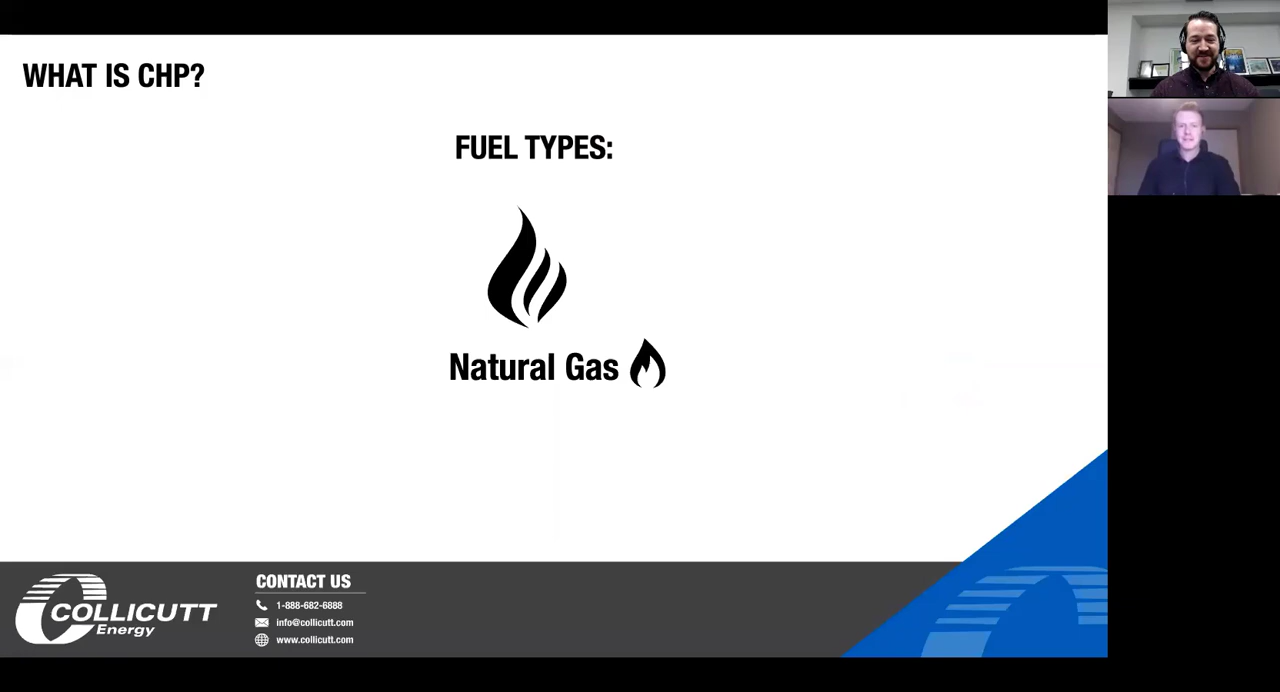 WHAT IS CHP?
FUEL TYPES:
Natural Gas
COLLICUTT
Energy
CONTACT US
1-888-682-6888
info@collicutt.com
www.collicutt.com